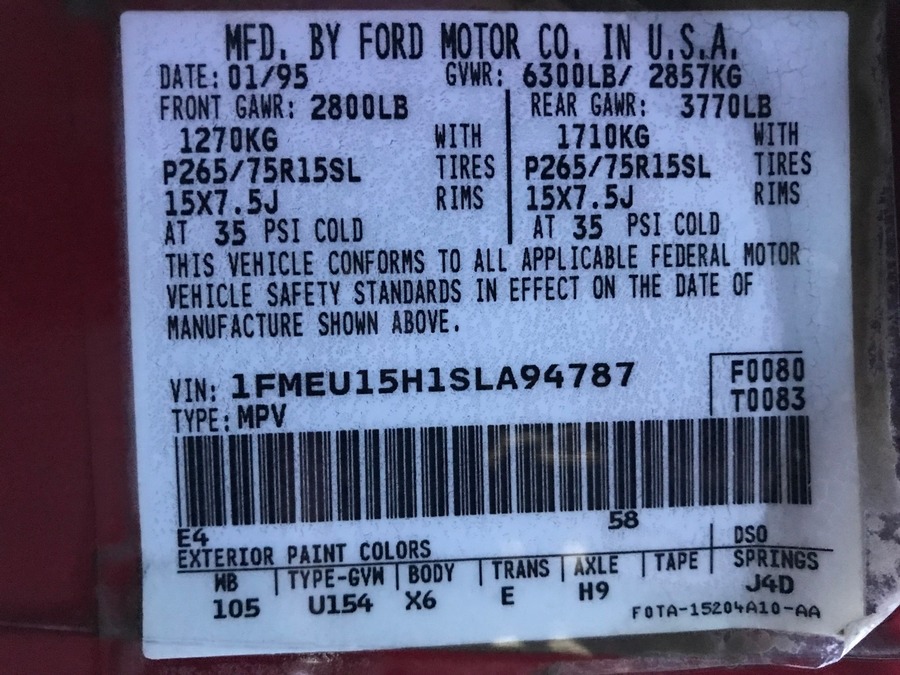 MFD. BY FORD MOTOR CO. IN U.S.A.
DATE: 01/95 GVWR: 6300LB/ 2857KG
FRONT GAWR: 2800LB REAR GAWR: 3770LB
1270KG WITH 1710KG WITH
P265/75R15SL TIRES P265/75R15SL TIRES
15X7.5J RIMS 15X7.5J RIMS
AT 35 PSI COLD AT 35 PSI COLD
THIS VEHICLE CONFORMS TO ALL APPLICABLE FEDERAL MOTOR
VEHICLE SAFETY STANDARDS IN EFFECT ON THE DATE OF
MANUFACTURE SHOWN ABOVE.
VIN: 1FMEU15H1SLA94787 F0080
TYPE: MPV T0083
E4 58
EXTERIOR PAINT COLORS DSO
WB TYPE-GVW BODY TRANS AXLE TAPE SPRINGS
105 U154 X6 E H9 J4D
F0TA-15204A10-AA